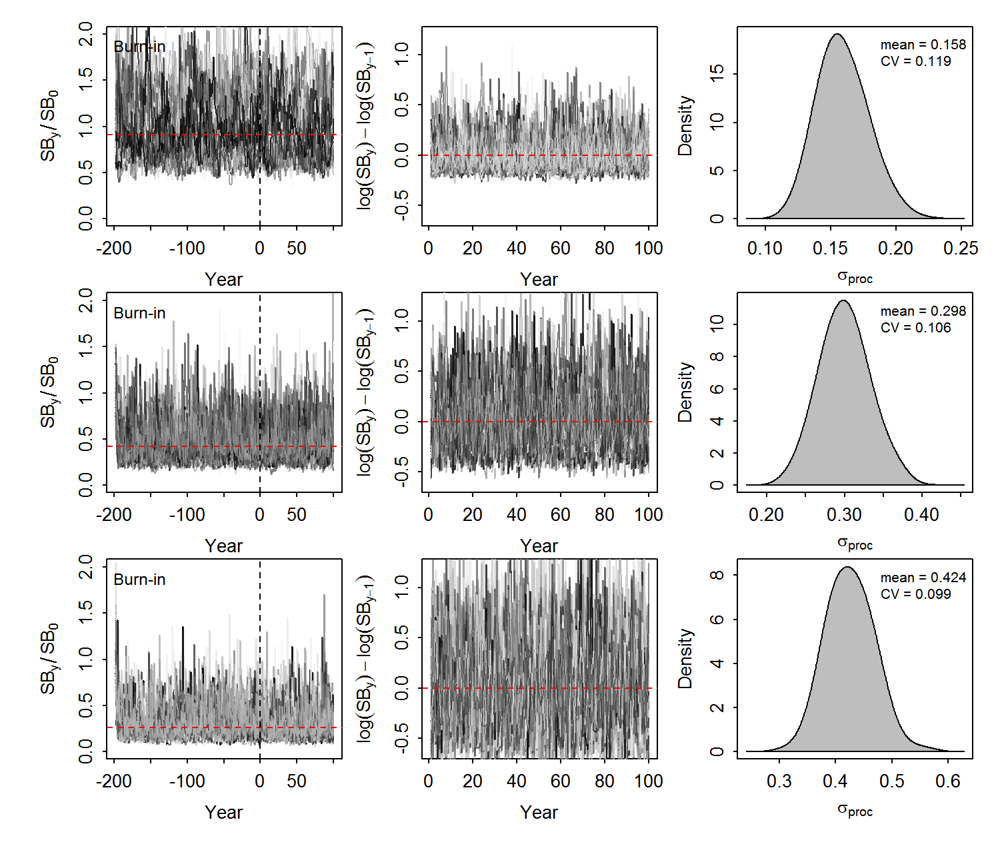 SBy / SB0
2.0
1.5
1.0
0.5
0.0
Burn-in
-200 -100 0 50
Year
log(SBy) − log(SBy−1)
1.0
0.5
0.0
-0.5
0 20 40 60 80 100
Year
Density
15
10
5
0
mean = 0.158
CV = 0.119
0.10 0.15 0.20 0.25
σproc
SBy / SB0
2.0
1.5
1.0
0.5
0.0
Burn-in
-200 -100 0 50
Year
log(SBy) − log(SBy−1)
1.0
0.5
0.0
-0.5
0 20 40 60 80 100
Year
Density
10
8
6
4
2
0
mean = 0.298
CV = 0.106
0.20 0.30 0.40
σproc
SBy / SB0
2.0
1.5
1.0
0.5
0.0
Burn-in
-200 -100 0 50
Year
log(SBy) − log(SBy−1)
1.0
0.5
0.0
-0.5
0 20 40 60 80 100
Year
Density
8
6
4
2
0
mean = 0.424
CV = 0.099
0.3 0.4 0.5 0.6
σproc